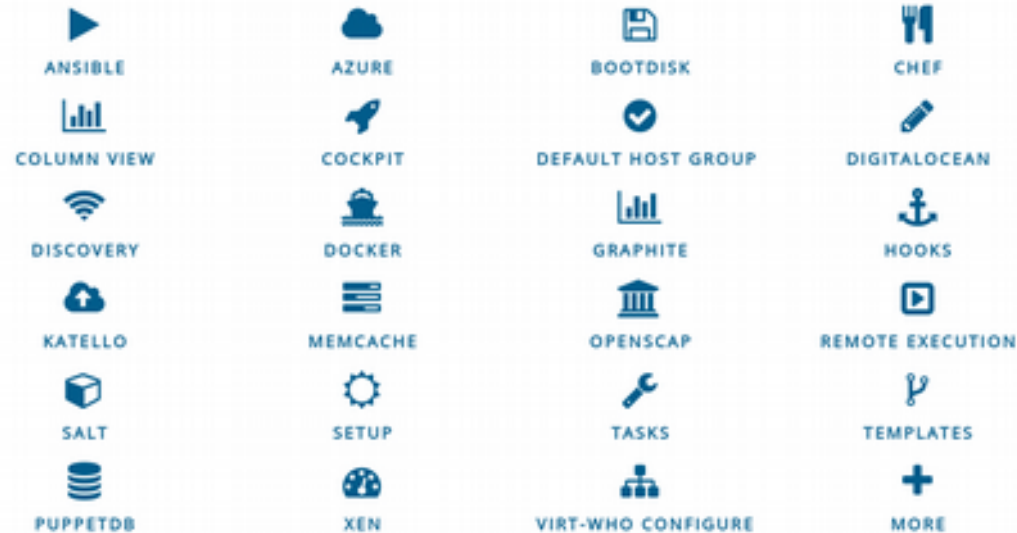 ANSIBLE AZURE BOOTDISK CHEF
COLUMN VIEW COCKPIT DEFAULT HOST GROUP DIGITALOCEAN
DISCOVERY DOCKER GRAPHITE HOOKS
KATELLO MEMCACHE OPENSCAP REMOTE EXECUTION
SALT SETUP TASKS TEMPLATES
PUPPETDB XEN VIRT-WHO CONFIGURE MORE